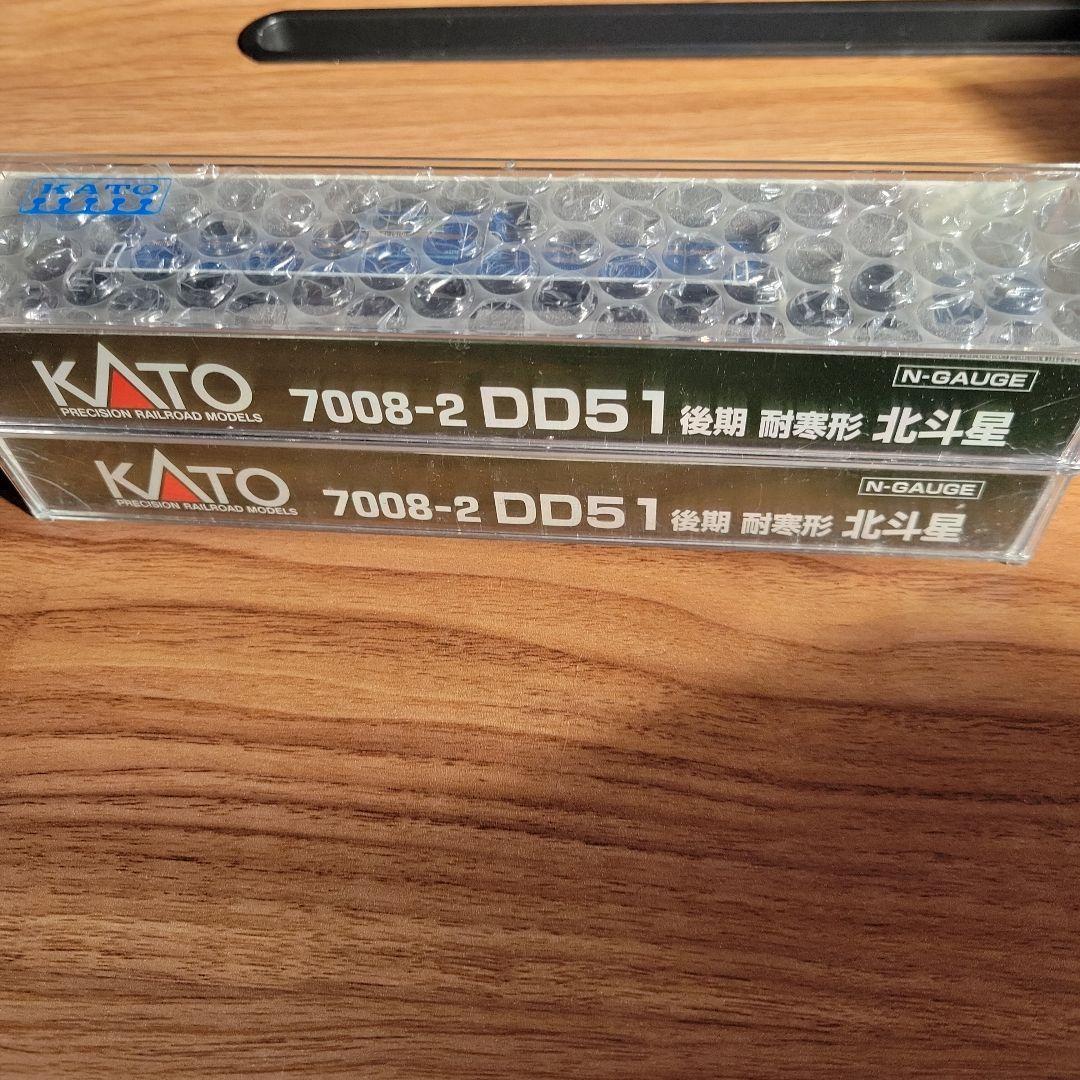 KATO
KATO
PRECISION RAILROAD MODELS
7008-2 DD51 後期 耐寒形 北斗星
N-GAUGE
KATO
PRECISION RAILROAD MODELS
7008-2 DD51 後期 耐寒形 北斗星
N-GAUGE